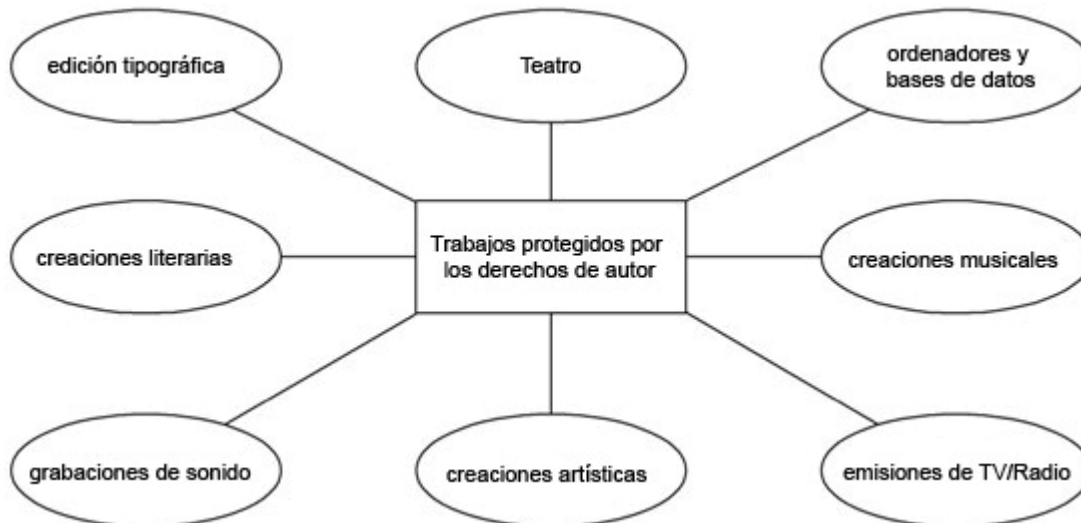 edición tipográfica
Teatro
ordenadores y
bases de datos
creaciones literarias
Trabajos protegidos por
los derechos de autor
creaciones musicales
grabaciones de sonido
creaciones artísticas
emisiones de TV/Radio